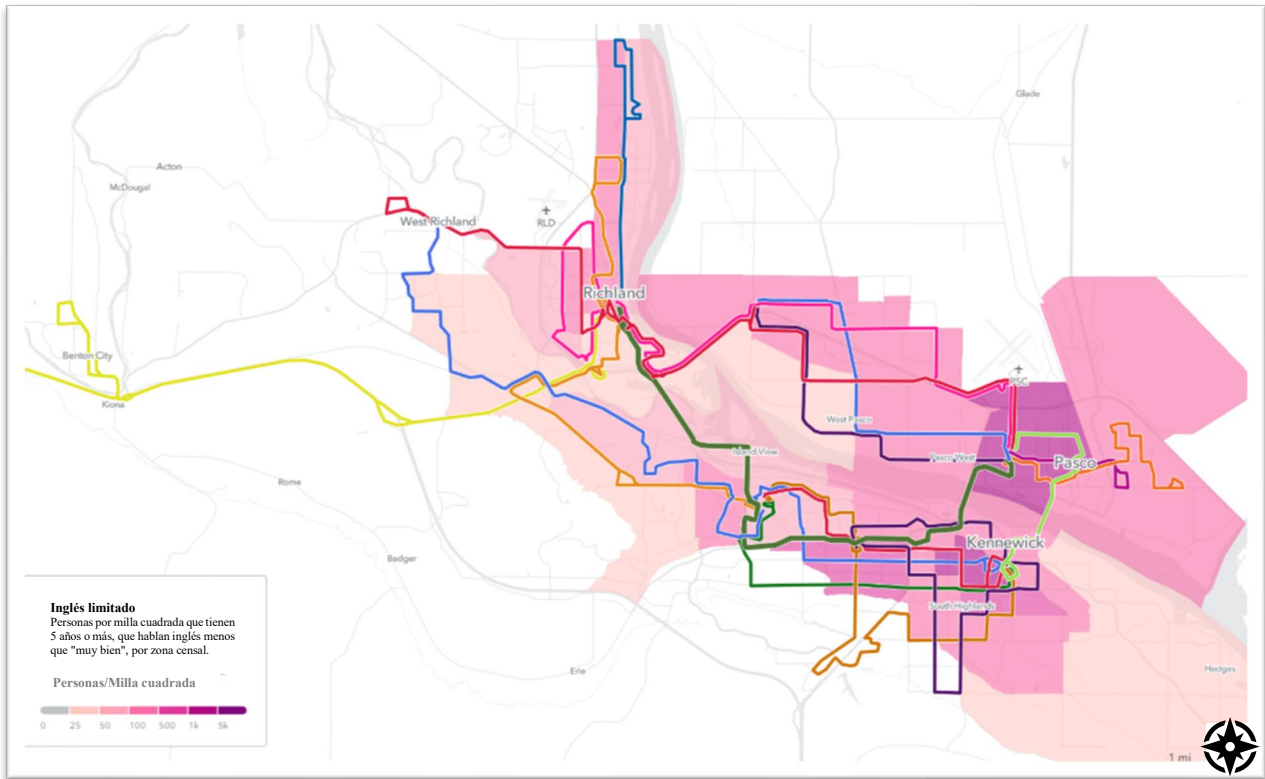 Glade
Acton
McDougal
West Richland
RLD
Richland
Benton City
Kiona
PSC
West Pasco
Island View
Pasco West
Pasco
Rome
Kennewick
Badger
South Highlands
Erie
Hedges
Inglés limitado
Personas por milla cuadrada que tienen
5 años o más, que hablan inglés menos
que "muy bien", por zona censal.
Personas/Milla cuadrada
0 25 50 100 500 1k 5k
1 mi